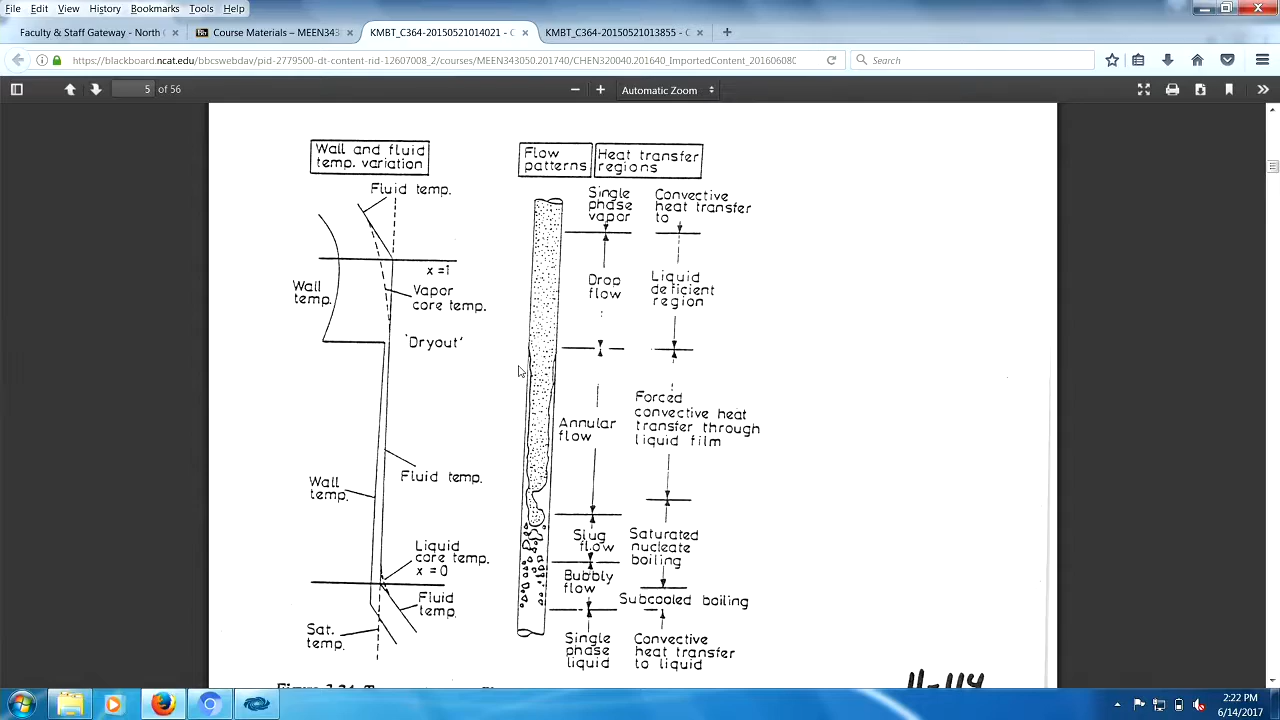 File Edit View History Bookmarks Tools Help
Faculty & Staff Gateway - North C
Course Materials – MEEN343
KMBT_C364-20150521014021 - C
KMBT_C364-20150521013855 - C
https://blackboard.ncat.edu/bbcswebdav/pid-2779500-dt-content-rid-12607008_2/courses/MEEN343050.201740/CHEN320040.201640_ImportedContent_201606080
Search
5 of 56
Automatic Zoom
Wall and fluid
temp. variation
Fluid temp.
x = 1
Wall
temp.
Vapor
core temp.
'Dryout'
Fluid temp.
Wall
temp.
Liquid
core temp.
x = 0
Fluid
temp.
Sat.
temp.
Flow
patterns
Single
phase
vapor
Drop
flow
Annular
flow
Slug
flow
Bubbly
flow
Single
phase
liquid
Heat transfer
regions
Convective
heat transfer
to
Liquid
deficient
region
Forced
convective heat
transfer through
liquid film
Saturated
nucleate
boiling
Subcooled boiling
Convective
heat transfer
to liquid
11-114
2:22 PM
6/14/2017